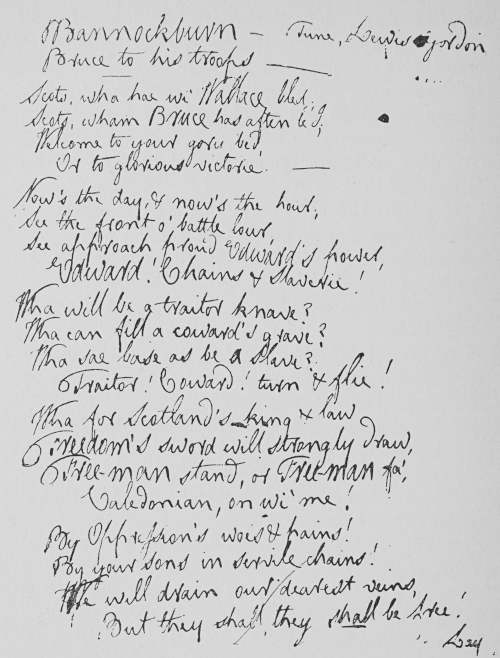 Bannockburn — Tune, Lewis Gordon
Bruce to his troops —
Scots, wha hae wi' Wallace bled,
Scots, wham Bruce has aften led,
Welcome to your gory bed,
Or to glorious victorie. —
Now's the day, & now's the hour;
See the front o' battle lour,
See approach proud Edward's power,
Edward! Chains & Slaverie!
Wha will be a traitor knave?
Wha can fill a coward's grave?
Wha sae base as be a Slave?
Traitor! Coward! turn & flie!
Wha for Scotland's king & law
Freedom's sword will strongly draw,
Free-man stand, or Free-man fa',
Caledonian, on wi' me!
By Oppression's woes & pains!
By your sons in servile chains!
We will drain our dearest veins,
But they shall, they shall be free!